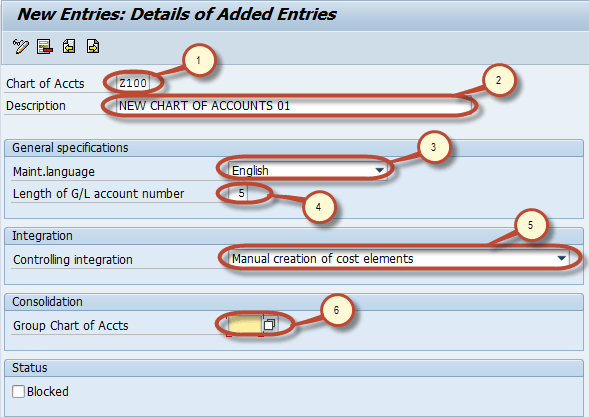 New Entries: Details of Added Entries
1
Chart of Accts Z100
2
Description NEW CHART OF ACCOUNTS 01
General specifications
3
Maint.language English
Length of G/L account number 5
4
Integration
5
Controlling integration Manual creation of cost elements
Consolidation
6
Group Chart of Accts
Status
Blocked